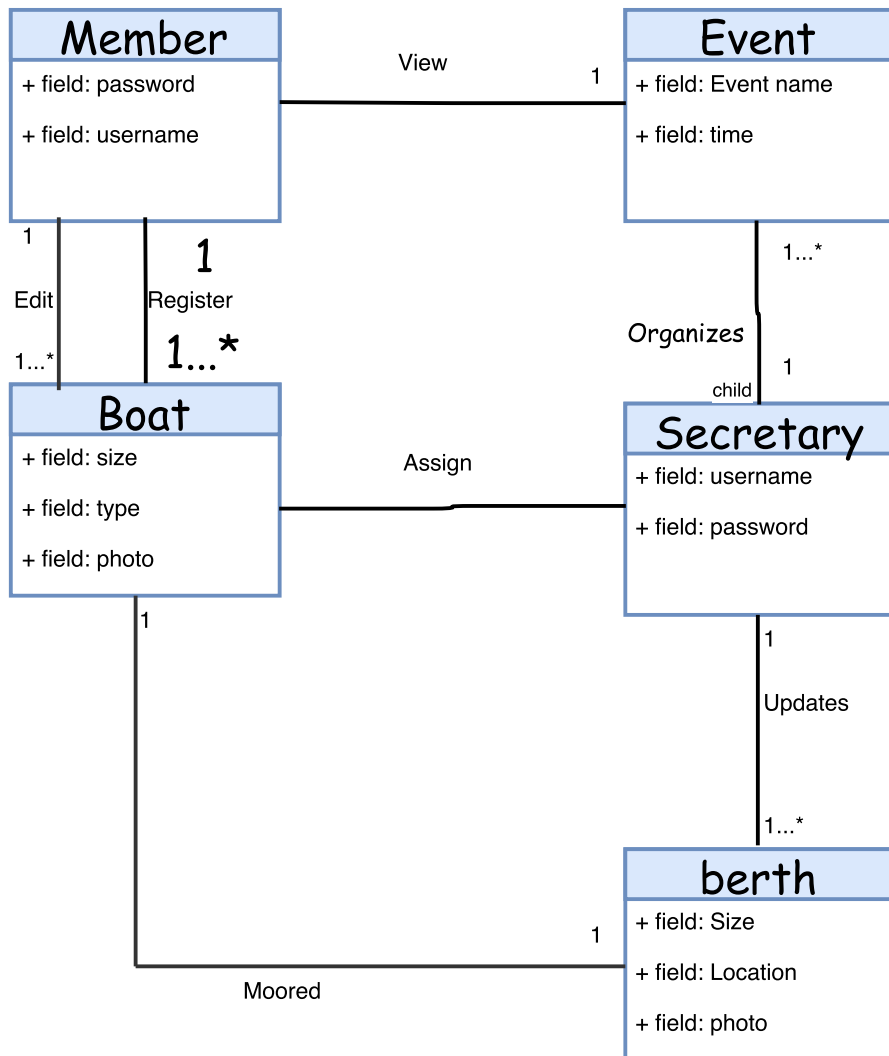 Member
+ field: password
+ field: username
View
1
Event
+ field: Event name
+ field: time
1
Edit
1...*
1
Register
1...*
1...*
Organizes
1
child
Boat
+ field: size
+ field: type
+ field: photo
Assign
Secretary
+ field: username
+ field: password
1
Moored
1
1
Updates
1...*
berth
+ field: Size
+ field: Location
+ field: photo